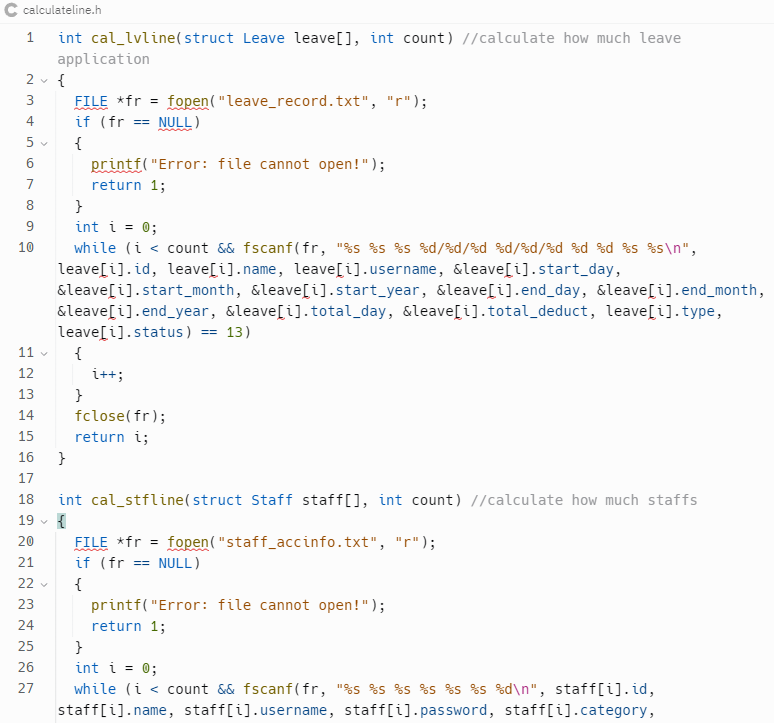 calculateline.h
1 int cal_lvline(struct Leave leave[], int count) //calculate how much leave
application
2 {
3 FILE *fr = fopen("leave_record.txt", "r");
4 if (fr == NULL)
5 {
6 printf("Error: file cannot open!");
7 return 1;
8 }
9 int i = 0;
10 while (i < count && fscanf(fr, "%s %s %s %d/%d/%d %d/%d/%d %d %d %s %s\n",
leave[i].id, leave[i].name, leave[i].username, &leave[i].start_day,
&leave[i].start_month, &leave[i].start_year, &leave[i].end_day, &leave[i].end_month,
&leave[i].end_year, &leave[i].total_day, &leave[i].total_deduct, leave[i].type,
leave[i].status) == 13)
11 {
12 i++;
13 }
14 fclose(fr);
15 return i;
16 }
17
18 int cal_stfline(struct Staff staff[], int count) //calculate how much staffs
19 {
20 FILE *fr = fopen("staff_accinfo.txt", "r");
21 if (fr == NULL)
22 {
23 printf("Error: file cannot open!");
24 return 1;
25 }
26 int i = 0;
27 while (i < count && fscanf(fr, "%s %s %s %s %s %s %d\n", staff[i].id,
staff[i].name, staff[i].username, staff[i].password, staff[i].category,